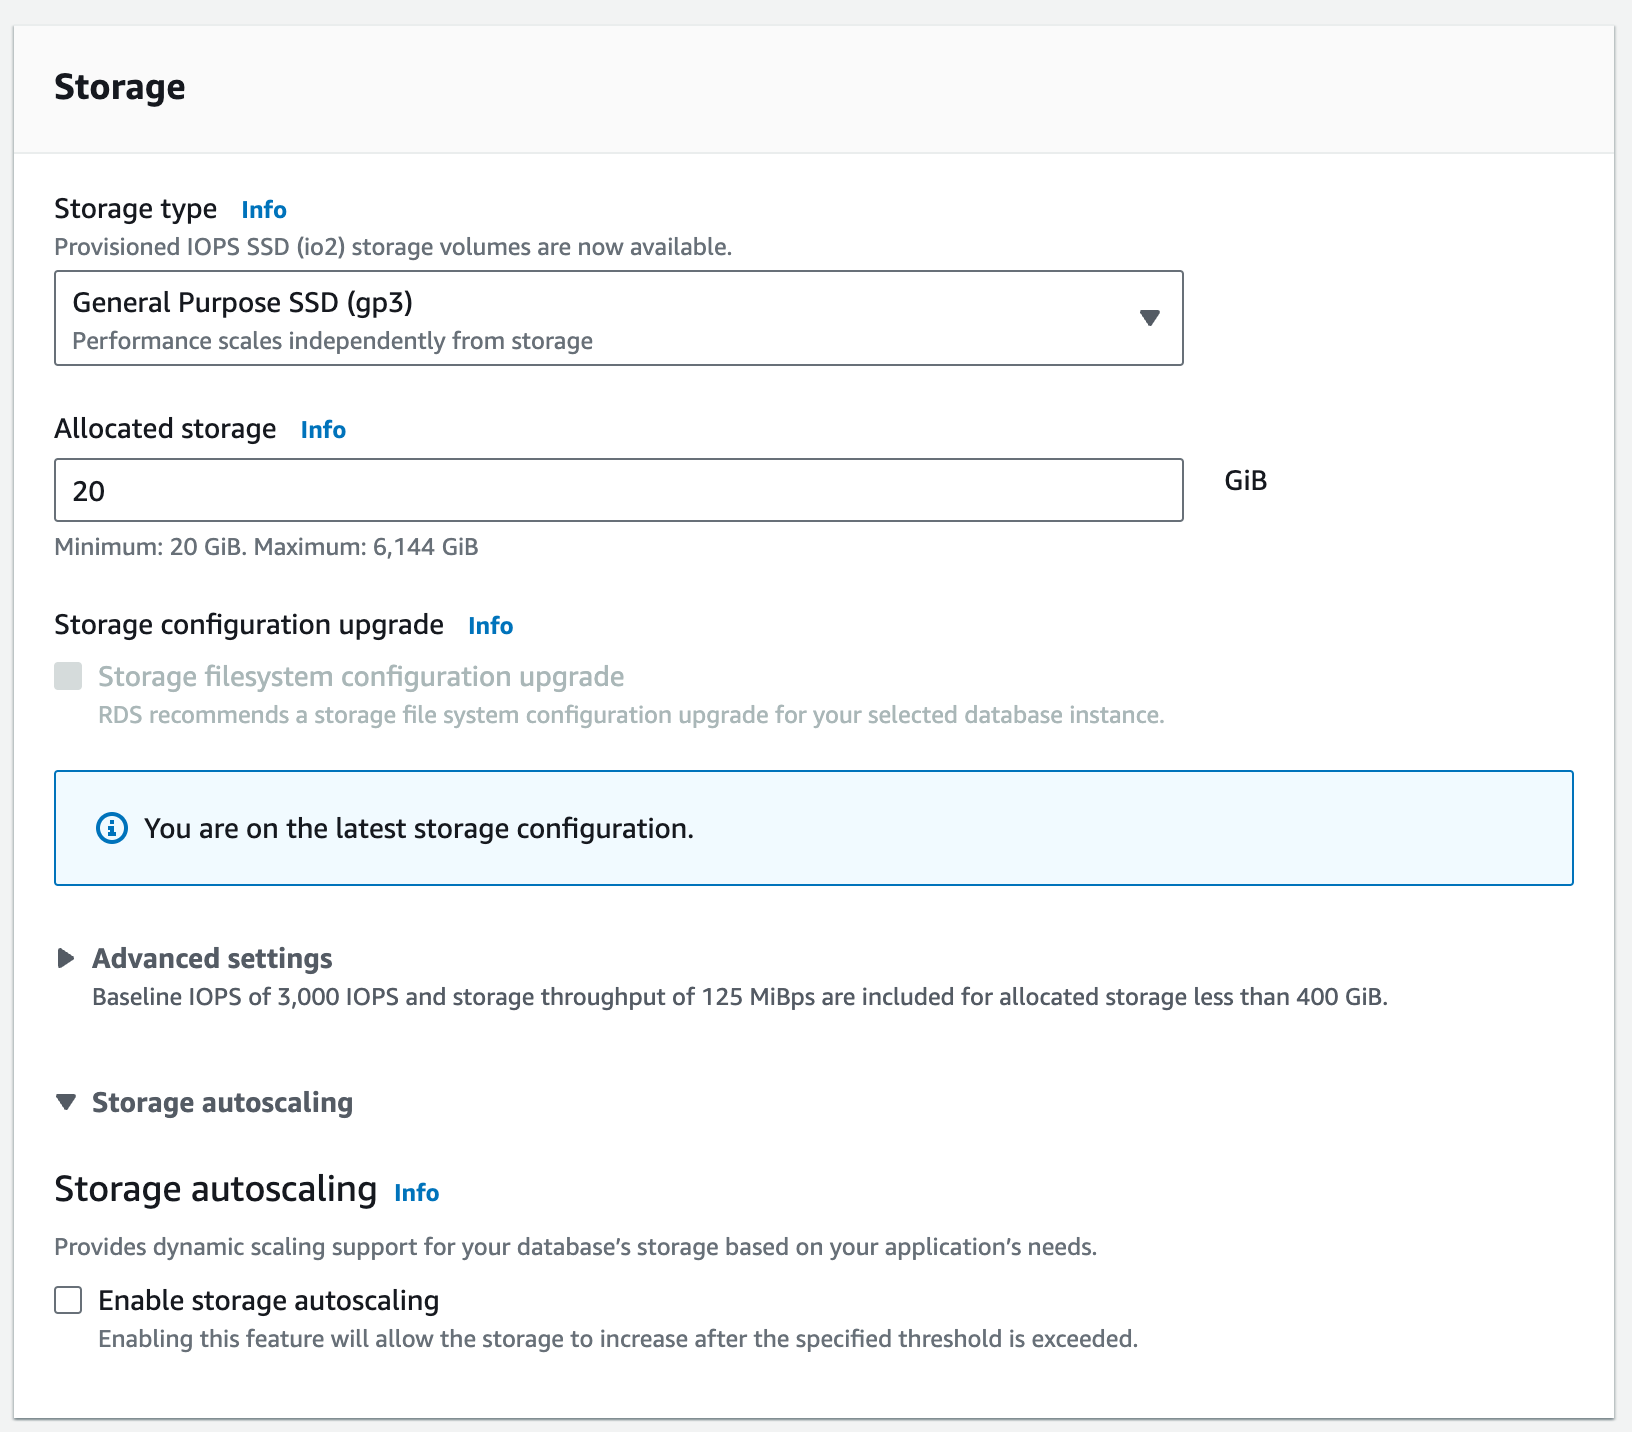 Storage
Storage type Info
Provisioned IOPS SSD (io2) storage volumes are now available.
General Purpose SSD (gp3)
Performance scales independently from storage
Allocated storage Info
20
GiB
Minimum: 20 GiB. Maximum: 6,144 GiB
Storage configuration upgrade Info
Storage filesystem configuration upgrade
RDS recommends a storage file system configuration upgrade for your selected database instance.
You are on the latest storage configuration.
Advanced settings
Baseline IOPS of 3,000 IOPS and storage throughput of 125 MiBps are included for allocated storage less than 400 GiB.
Storage autoscaling
Storage autoscaling Info
Provides dynamic scaling support for your database’s storage based on your application’s needs.
Enable storage autoscaling
Enabling this feature will allow the storage to increase after the specified threshold is exceeded.